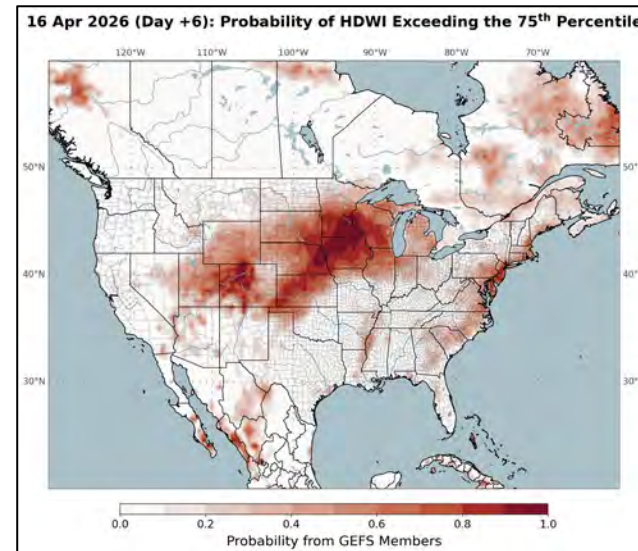 16 Apr 2026 (Day +6): Probability of HDWI Exceeding the 75th Percentile
120°W 110°W 100°W 90°W 80°W 70°W
50°N 50°N
40°N 40°N
30°N 30°N
0.0 0.2 0.4 0.6 0.8 1.0
Probability from GEFS Members